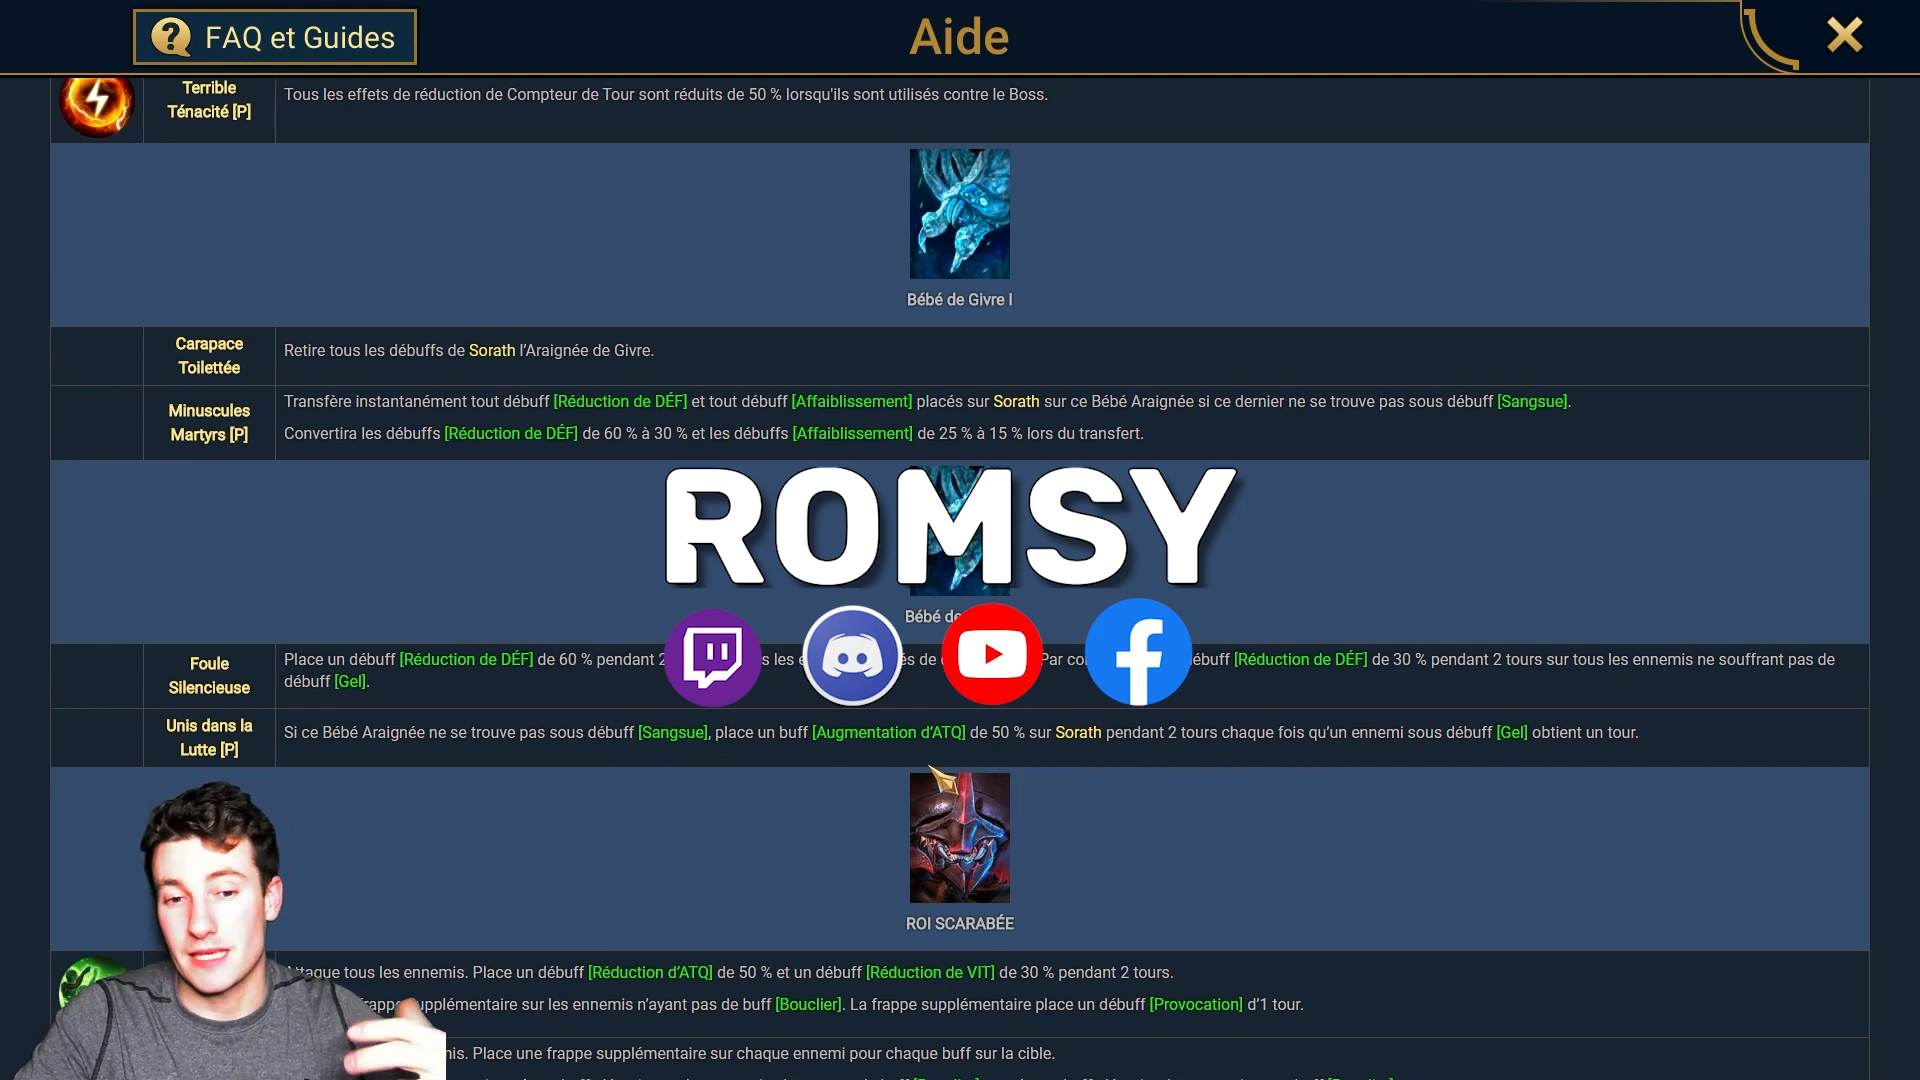 FAQ et Guides
Aide
Terrible
Ténacité [P]
Tous les effets de réduction de Compteur de Tour sont réduits de 50 % lorsqu'ils sont utilisés contre le Boss.
Bébé de Givre I
Carapace
Toilettée
Retire tous les débuffs de Sorath l’Araignée de Givre.
Minuscules
Martyrs [P]
Transfère instantanément tout débuff [Réduction de DÉF] et tout débuff [Affaiblissement] placés sur Sorath sur ce Bébé Araignée si ce dernier ne se trouve pas sous débuff [Sangsue].
Convertira les débuffs [Réduction de DÉF] de 60 % à 30 % et les débuffs [Affaiblissement] de 25 % à 15 % lors du transfert.
ROMSY
Bébé de
Foule
Silencieuse
Place un débuff [Réduction de DÉF] de 60 % pendant 2 les de Par [Réduction de DÉF] de 30 % pendant 2 tours sur tous les ennemis ne souffrant pas de
débuff [Gel].
Unis dans la
Lutte [P]
Si ce Bébé Araignée ne se trouve pas sous débuff [Sangsue], place un buff [Augmentation d’ATQ] de 50 % sur Sorath pendant 2 tours chaque fois qu’un ennemi sous débuff [Gel] obtient un tour.
ROI SCARABÉE
tous les ennemis. Place un débuff [Réduction d’ATQ] de 50 % et un débuff [Réduction de VIT] de 30 % pendant 2 tours.
sur les ennemis n’ayant pas de buff [Bouclier]. La frappe supplémentaire place un débuff [Provocation] d’1 tour.
Place une frappe supplémentaire sur chaque ennemi pour chaque buff sur la cible.